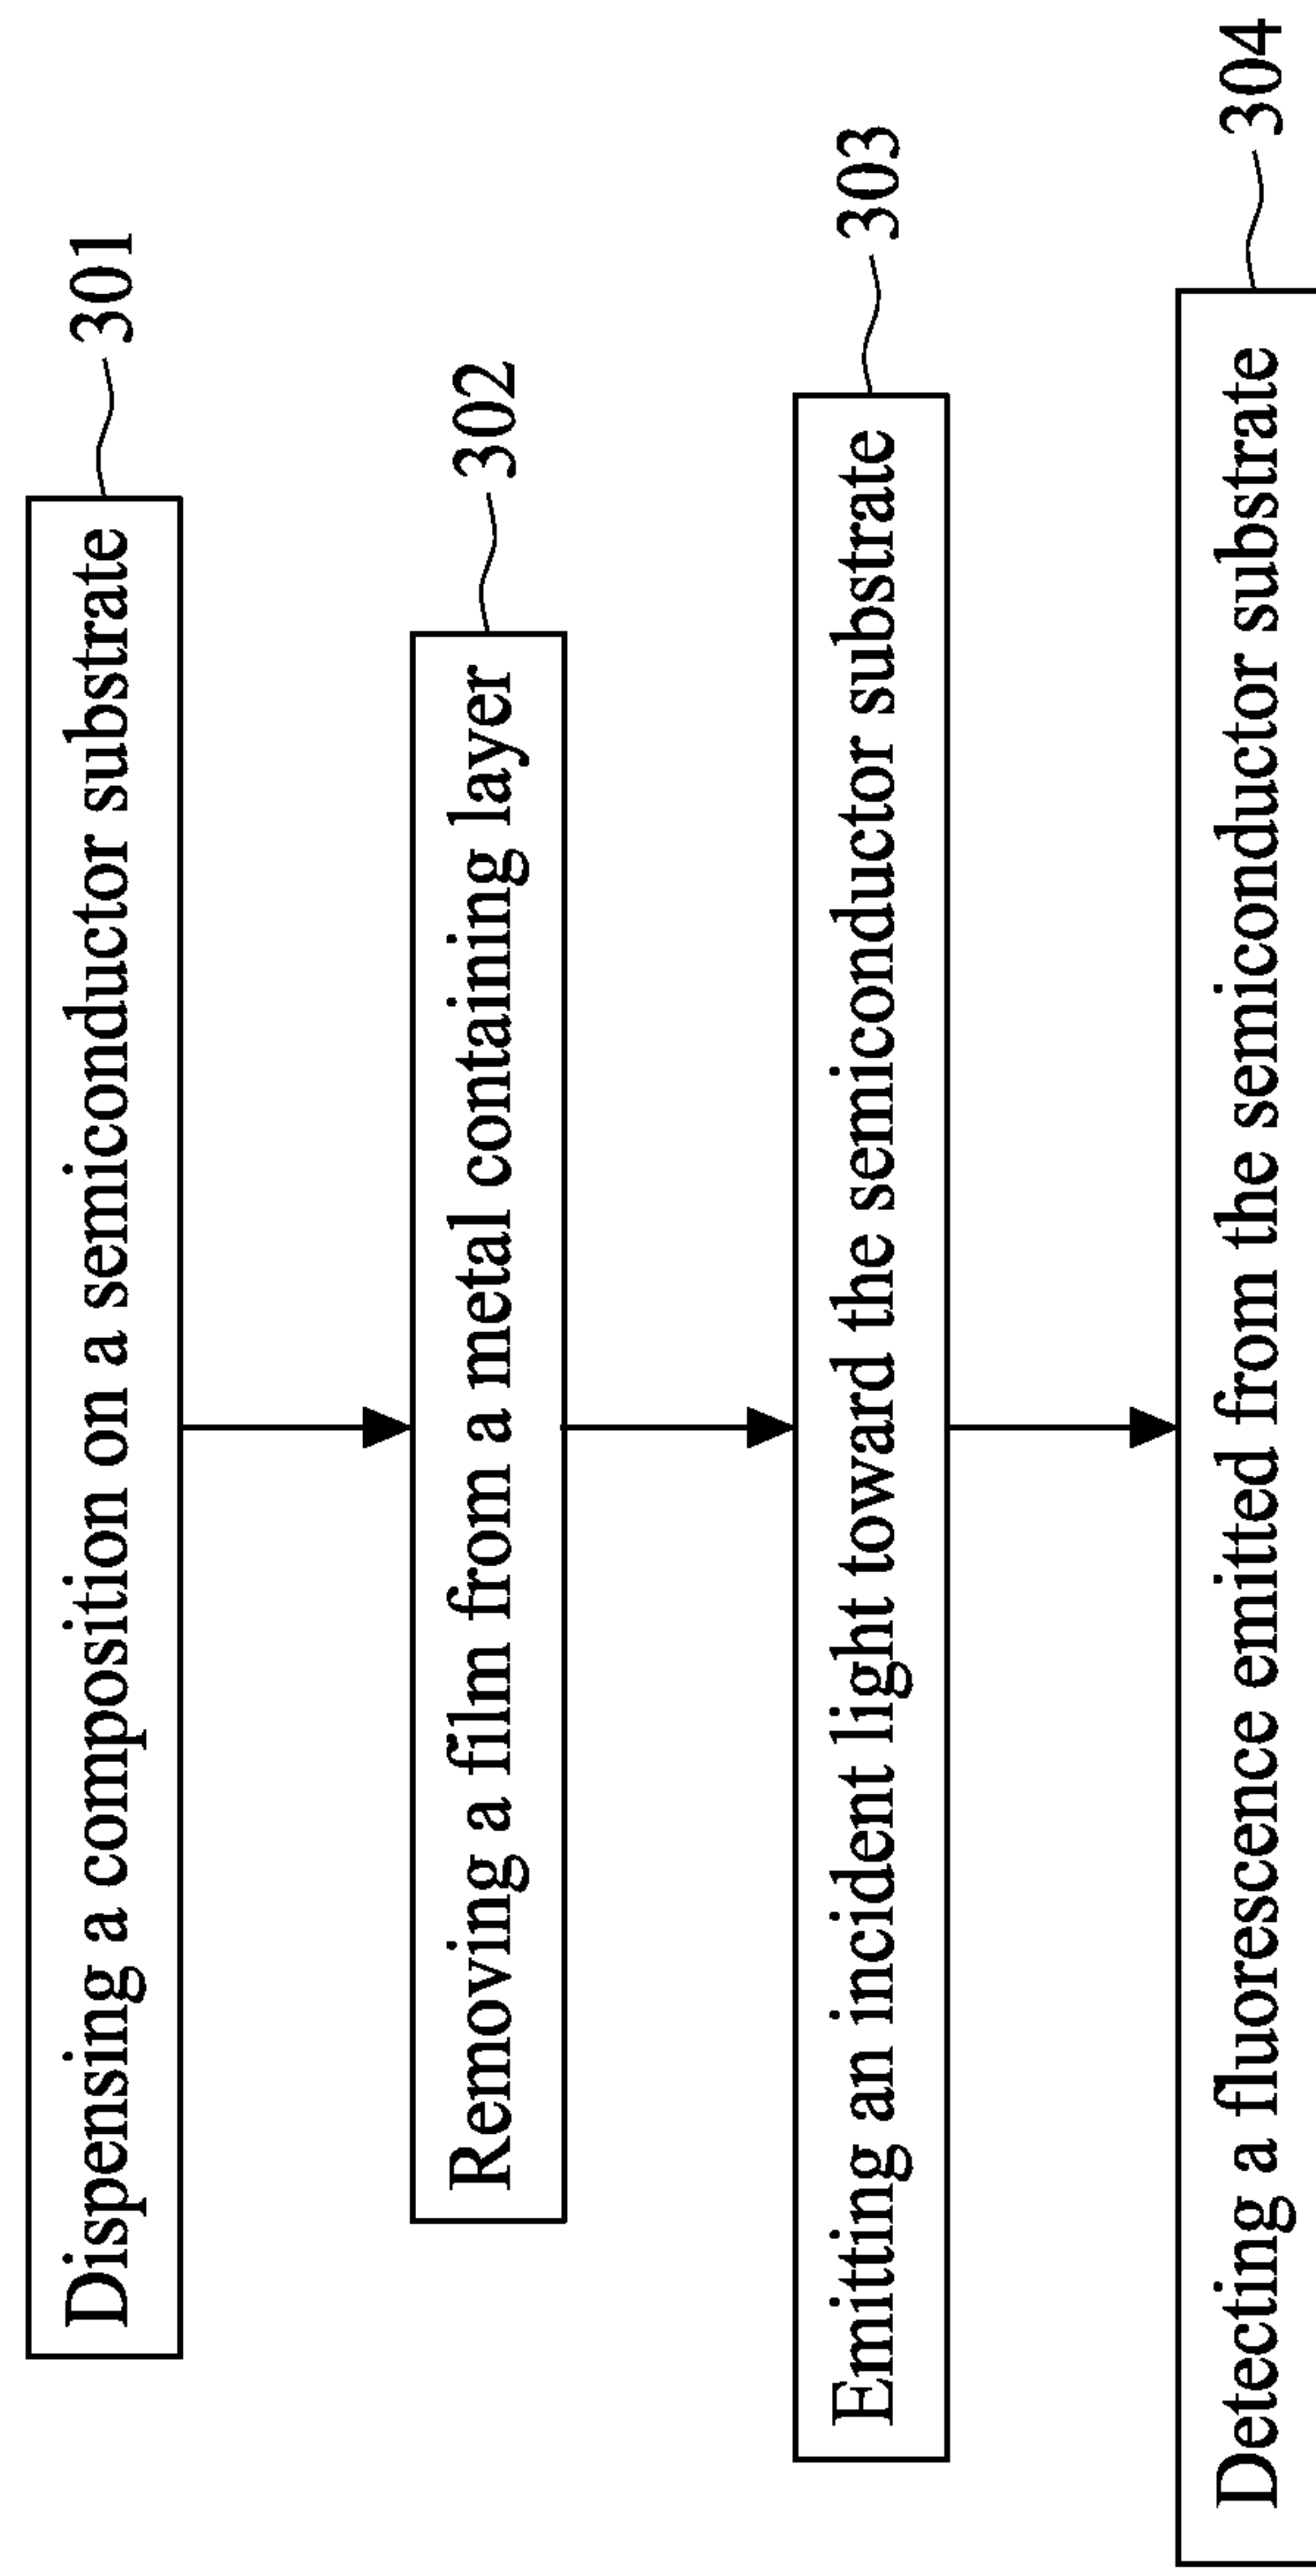 Dispensing a composition on a semiconductor substrate
301
Removing a film from a metal containing layer
302
Emitting an incident light toward the semiconductor substrate
303
Detecting a fluorescence emitted from the semiconductor substrate
304